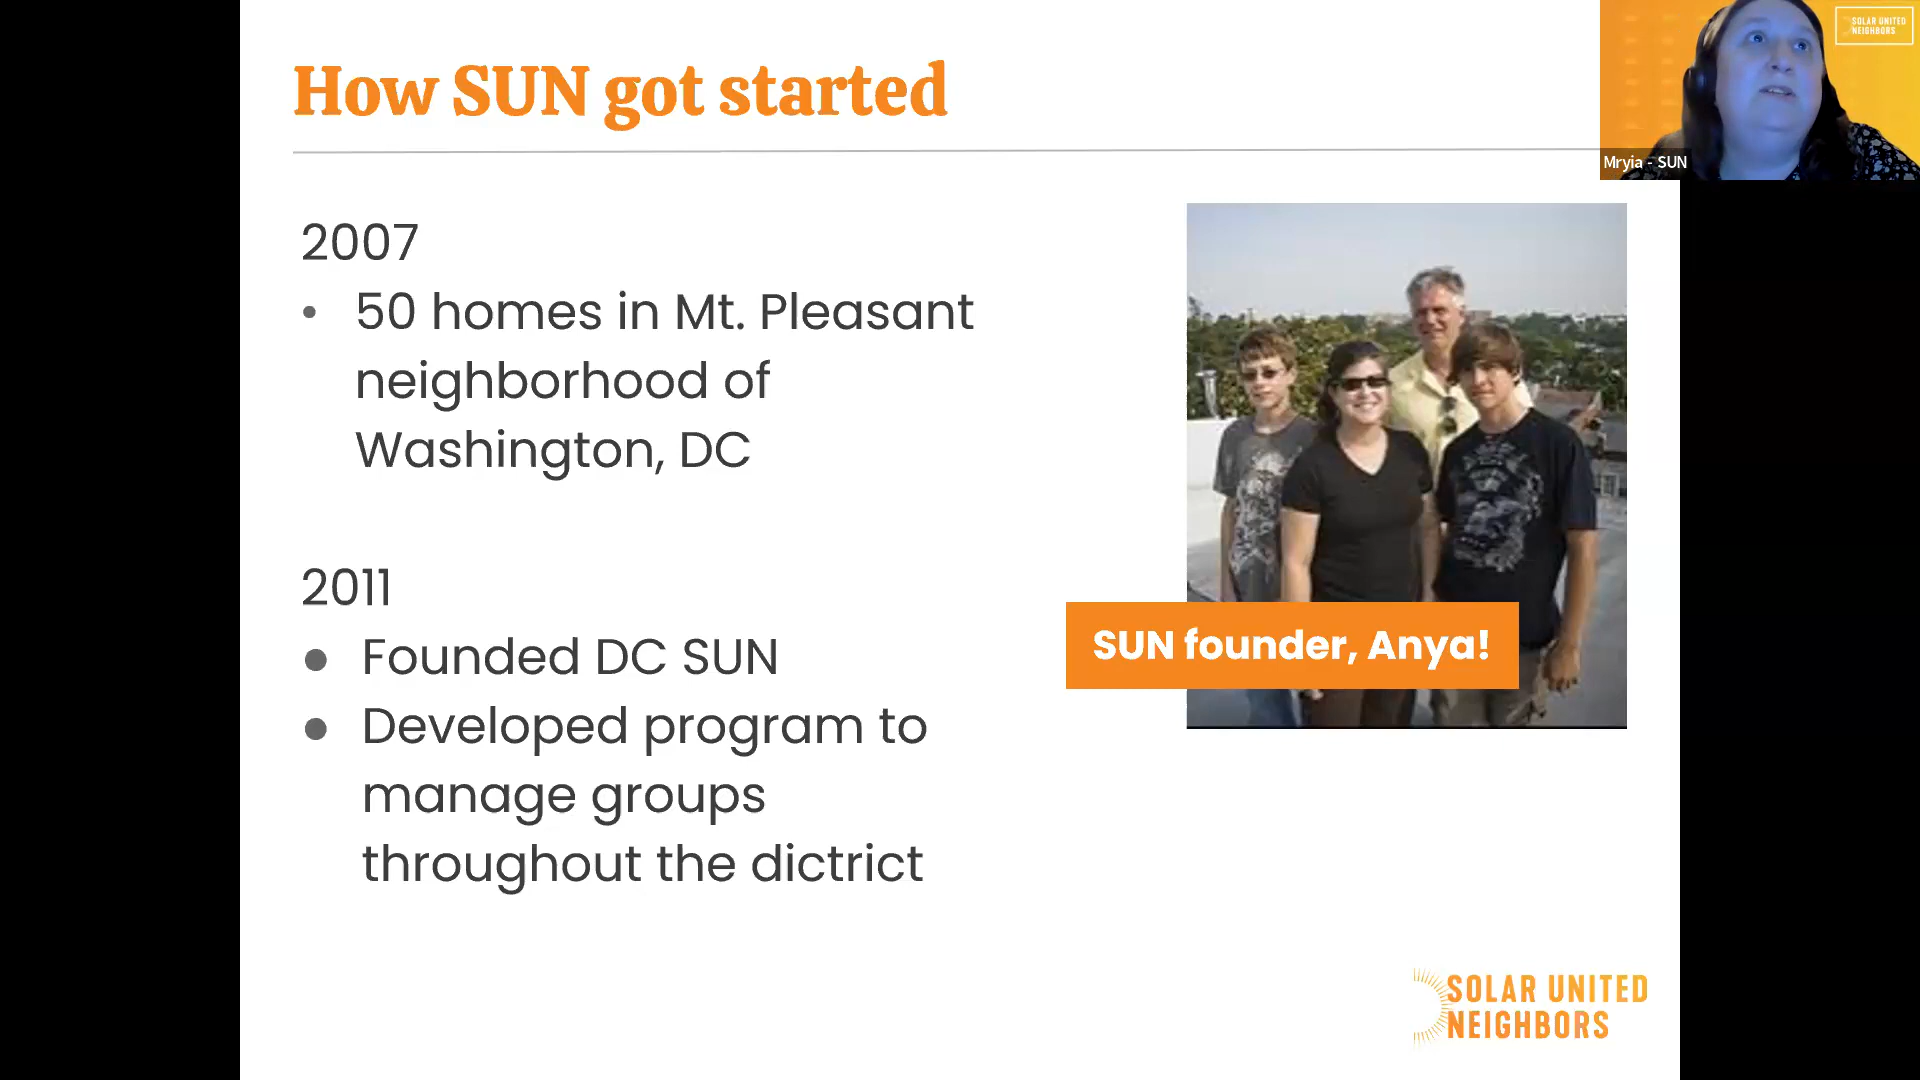 How SUN got started
SOLAR UNITED
NEIGHBORS
Mryia - SUN
2007
• 50 homes in Mt. Pleasant
neighborhood of
Washington, DC
2011
● Founded DC SUN
● Developed program to
manage groups
throughout the dictrict
SUN founder, Anya!
SOLAR UNITED
NEIGHBORS